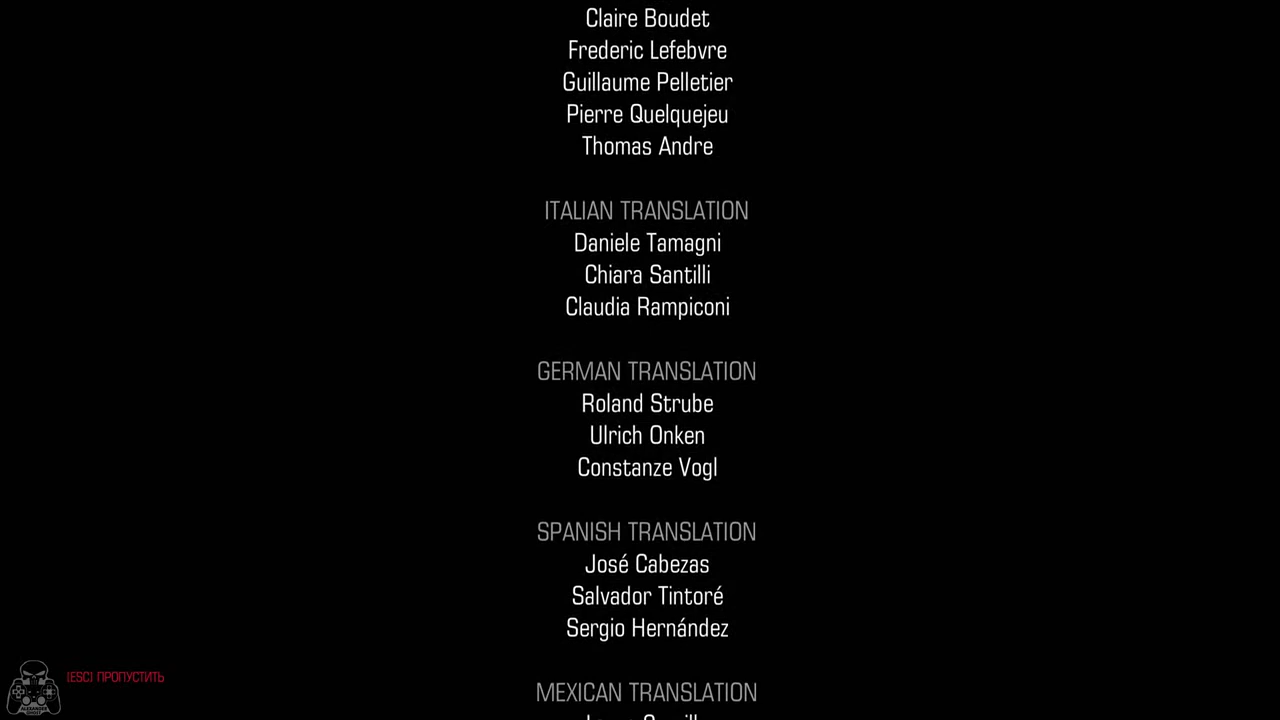 Claire Boudet
Frederic Lefebvre
Guillaume Pelletier
Pierre Quelquejeu
Thomas Andre
ITALIAN TRANSLATION
Daniele Tamagni
Chiara Santilli
Claudia Rampiconi
GERMAN TRANSLATION
Roland Strube
Ulrich Onken
Constanze Vogl
SPANISH TRANSLATION
José Cabezas
Salvador Tintoré
Sergio Hernández
[ESC] ПРОПУСТИТЬ
MEXICAN TRANSLATION